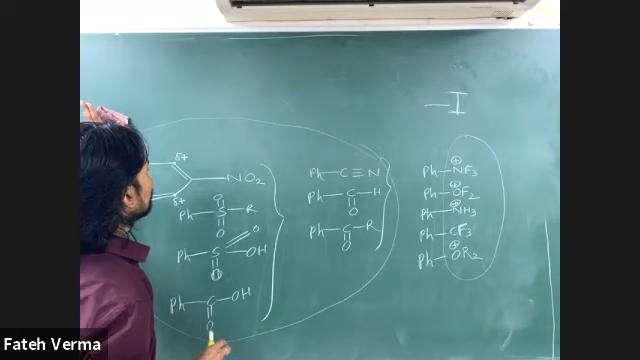 -I
δ+
NO2
δ+
Ph-S-R
O
O
Ph-S-OH
O
O
Ph-C-OH
O
Ph-C≡N
Ph-C-H
O
Ph-C-R
O
Ph-NF3
⊕
Ph-OF2
⊕
Ph-NH3
⊕
Ph-CF3
Ph-OR2
⊕
Fateh Verma